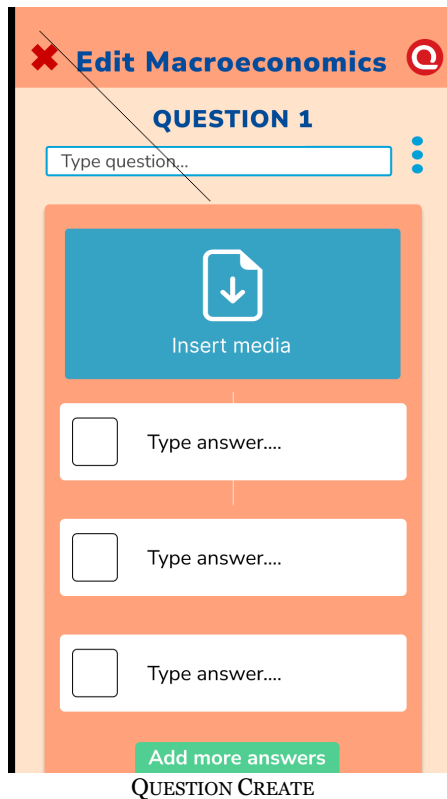 Edit Macroeconomics
QUESTION 1
Type question...
Insert media
Type answer....
Type answer....
Type answer....
Add more answers
QUESTION CREATE